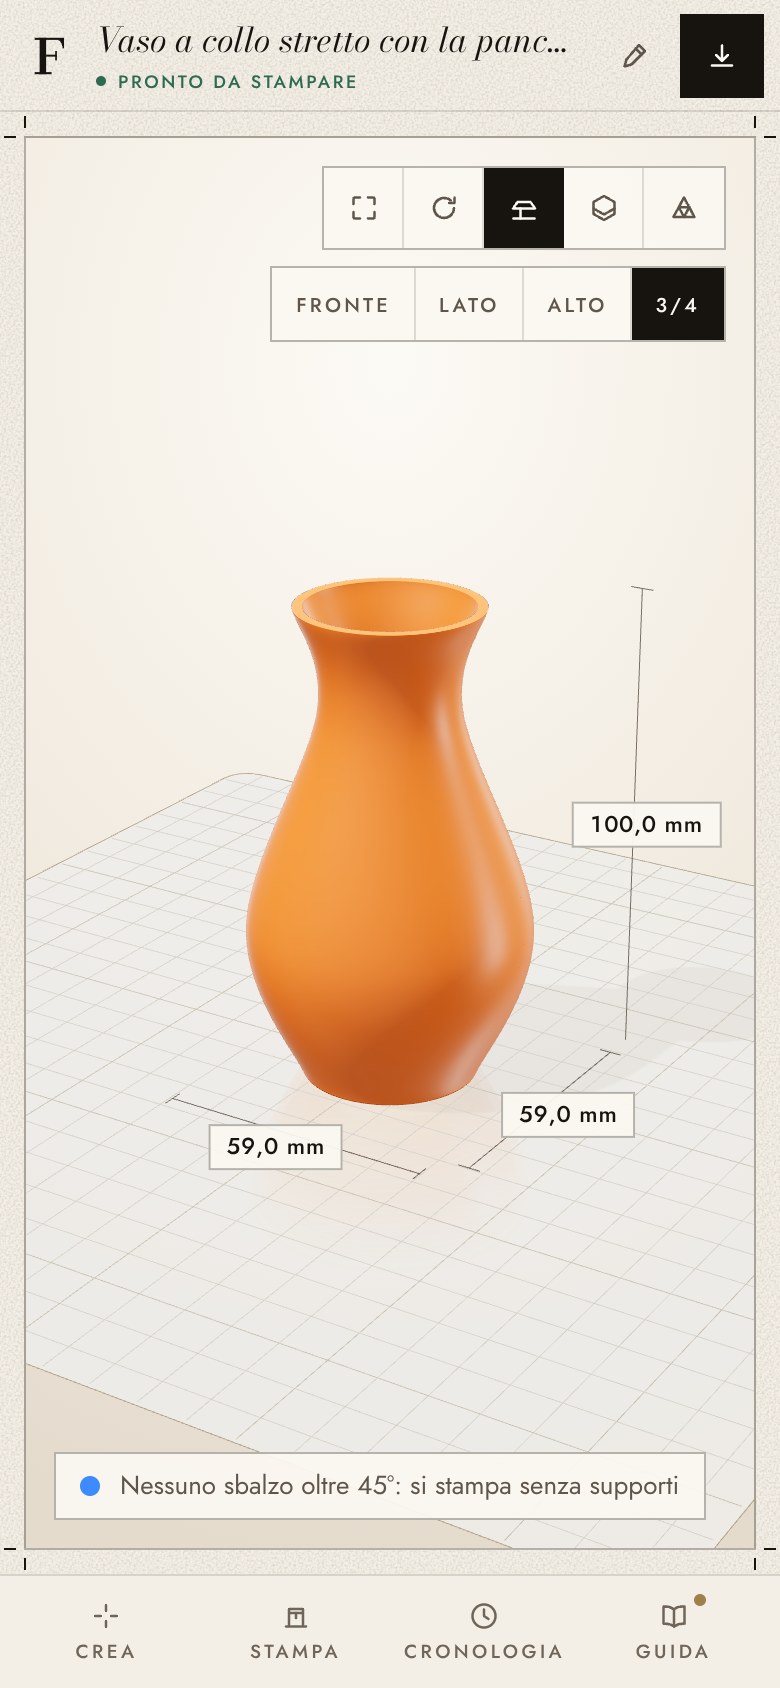 F
Vaso a collo stretto con la panc...
PRONTO DA STAMPARE
FRONTE LATO ALTO 3/4
100,0 mm
59,0 mm
59,0 mm
Nessuno sbalzo oltre 45°: si stampa senza supporti
CREA STAMPA CRONOLOGIA GUIDA